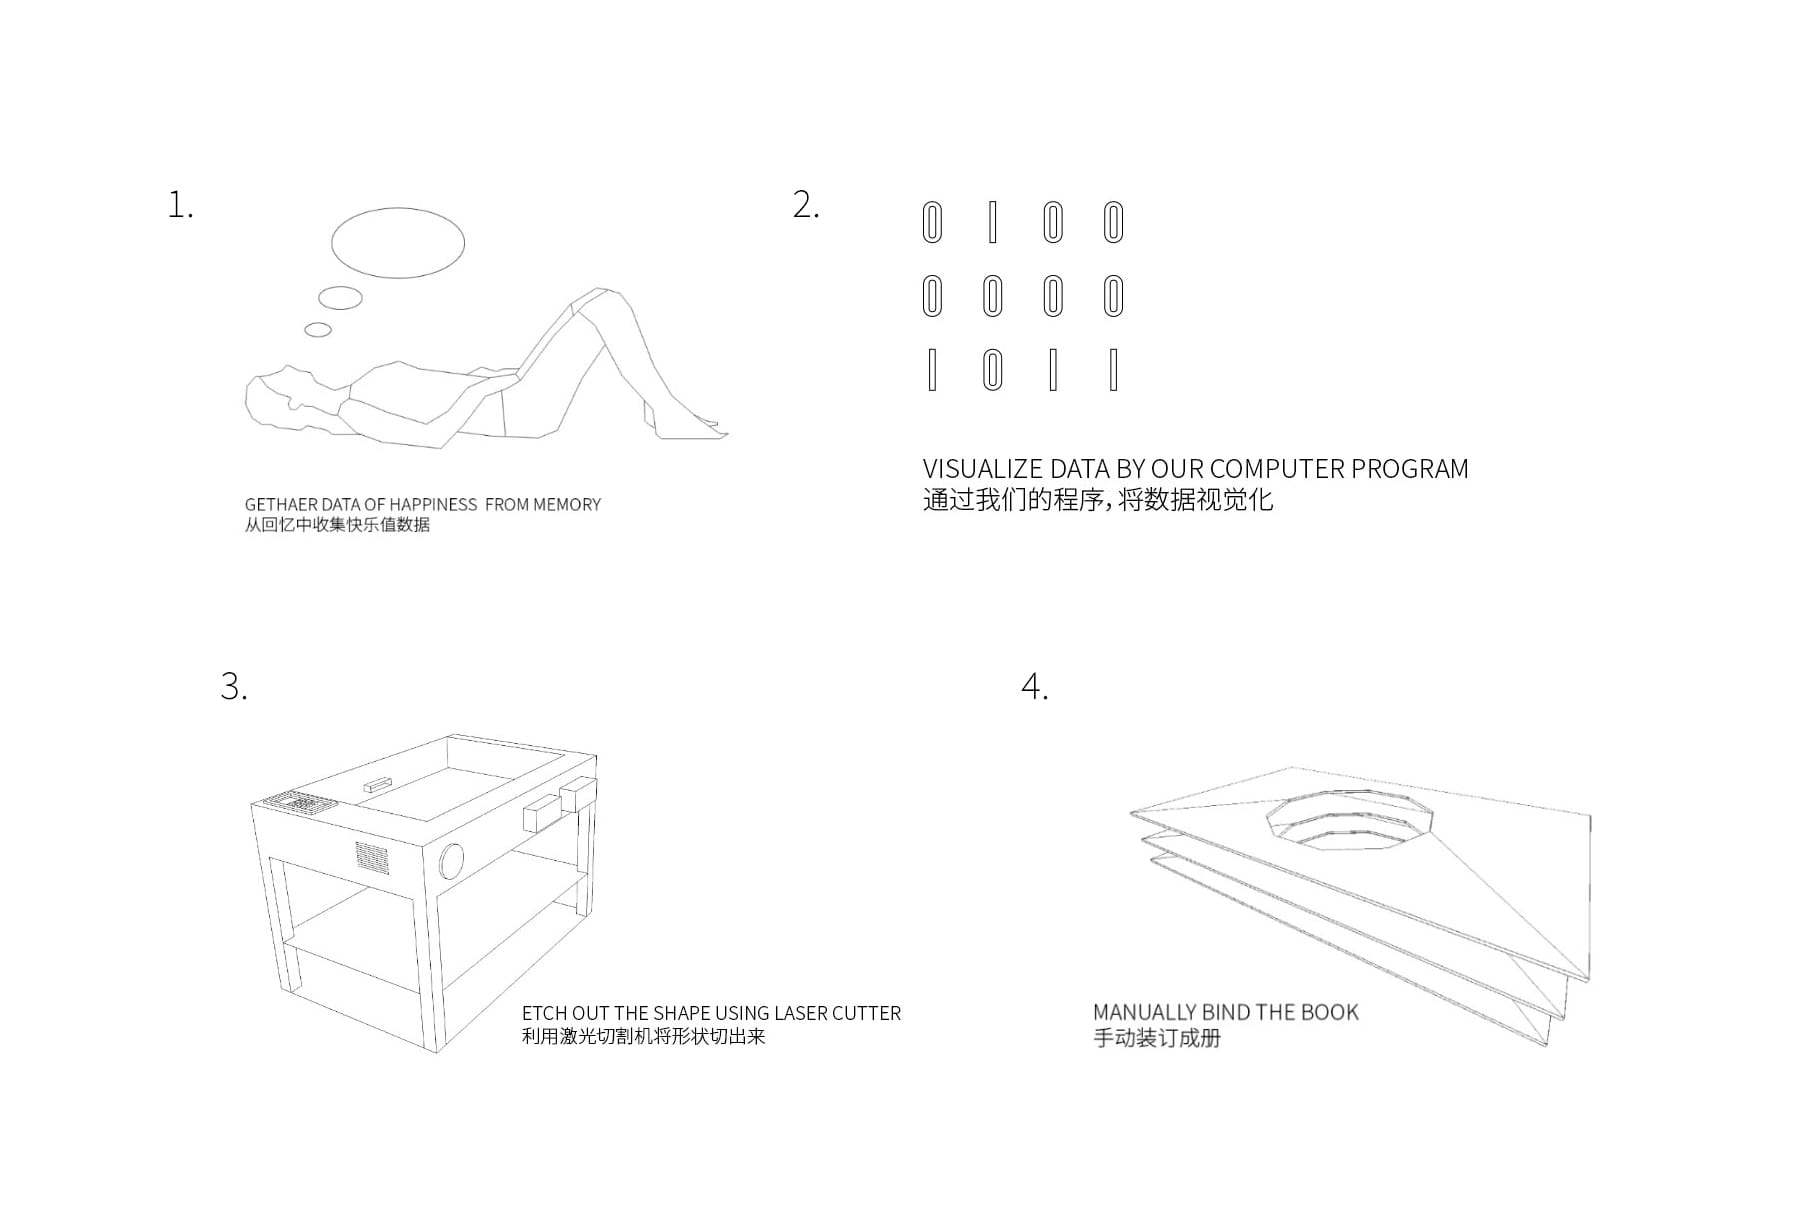 1.
GETHAER DATA OF HAPPINESS FROM MEMORY
从回忆中收集快乐值数据
2.
0 1 0 0
0 0 0 0
1 0 1 1
VISUALIZE DATA BY OUR COMPUTER PROGRAM
通过我们的程序，将数据视觉化
3.
ETCH OUT THE SHAPE USING LASER CUTTER
利用激光切割机将形状切出来
4.
MANUALLY BIND THE BOOK
手动装订成册